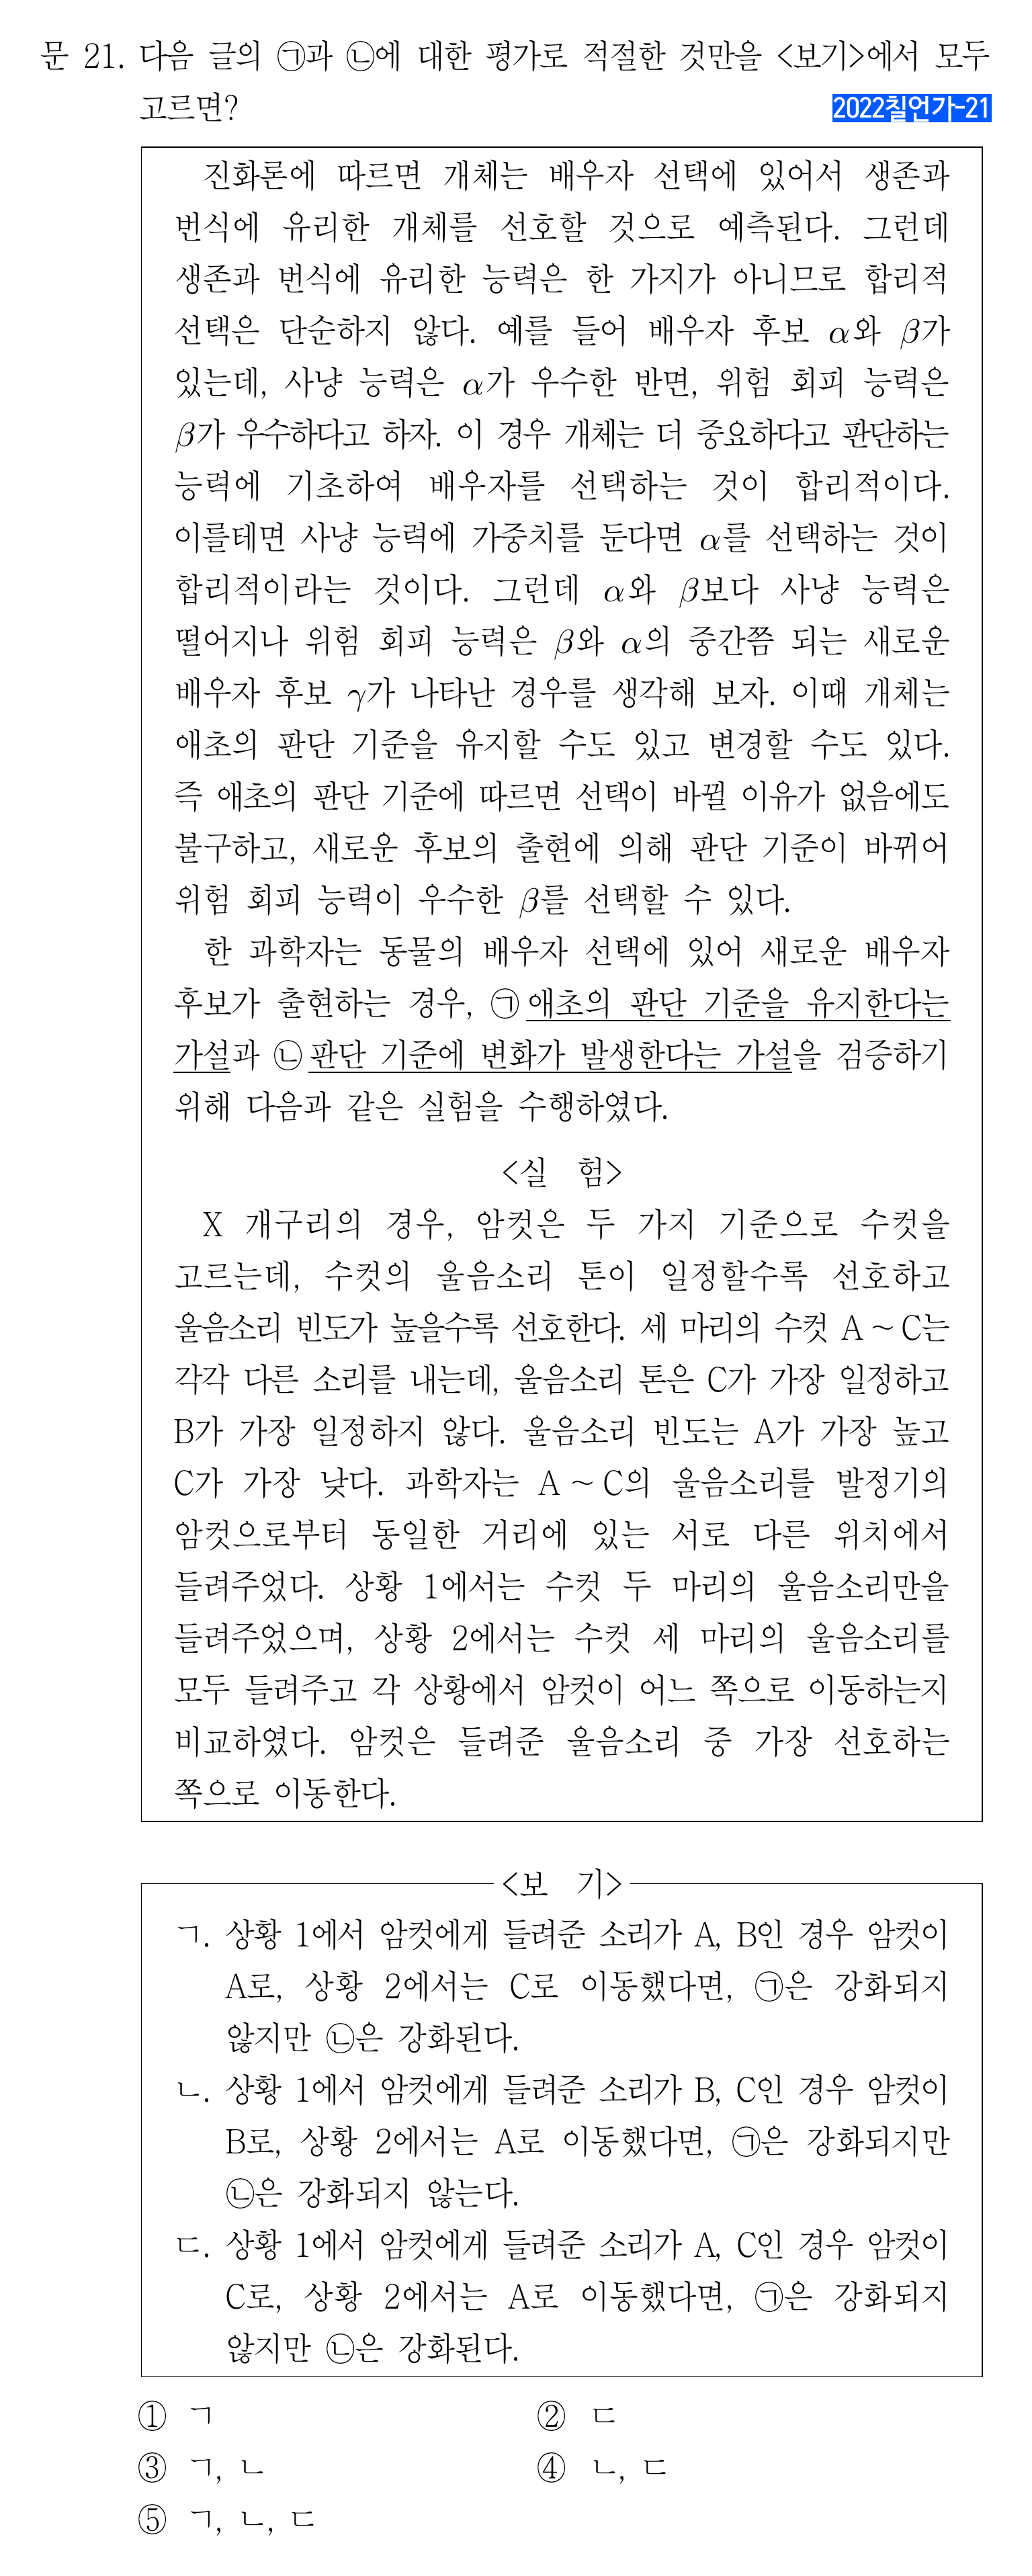 문 21. 다음 글의 ㉠과 ㉡에 대한 평가로 적절한 것만을 <보기>에서 모두
고르면?
2022칠언가-21
진화론에 따르면 개체는 배우자 선택에 있어서 생존과
번식에 유리한 개체를 선호할 것으로 예측된다. 그런데
생존과 번식에 유리한 능력은 한 가지가 아니므로 합리적
선택은 단순하지 않다. 예를 들어 배우자 후보 α와 β가
있는데, 사냥 능력은 α가 우수한 반면, 위험 회피 능력은
β가 우수하다고 하자. 이 경우 개체는 더 중요하다고 판단하는
능력에 기초하여 배우자를 선택하는 것이 합리적이다.
이를테면 사냥 능력에 가중치를 둔다면 α를 선택하는 것이
합리적이라는 것이다. 그런데 α와 β보다 사냥 능력은
떨어지나 위험 회피 능력은 β와 α의 중간쯤 되는 새로운
배우자 후보 γ가 나타난 경우를 생각해 보자. 이때 개체는
애초의 판단 기준을 유지할 수도 있고 변경할 수도 있다.
즉 애초의 판단 기준에 따르면 선택이 바뀔 이유가 없음에도
불구하고, 새로운 후보의 출현에 의해 판단 기준이 바뀌어
위험 회피 능력이 우수한 β를 선택할 수 있다.
한 과학자는 동물의 배우자 선택에 있어 새로운 배우자
후보가 출현하는 경우, ㉠애초의 판단 기준을 유지한다는
가설과 ㉡판단 기준에 변화가 발생한다는 가설을 검증하기
위해 다음과 같은 실험을 수행하였다.
<실 험>
X 개구리의 경우, 암컷은 두 가지 기준으로 수컷을
고르는데, 수컷의 울음소리 톤이 일정할수록 선호하고
울음소리 빈도가 높을수록 선호한다. 세 마리의 수컷 A～C는
각각 다른 소리를 내는데, 울음소리 톤은 C가 가장 일정하고
B가 가장 일정하지 않다. 울음소리 빈도는 A가 가장 높고
C가 가장 낮다. 과학자는 A～C의 울음소리를 발정기의
암컷으로부터 동일한 거리에 있는 서로 다른 위치에서
들려주었다. 상황 1에서는 수컷 두 마리의 울음소리만을
들려주었으며, 상황 2에서는 수컷 세 마리의 울음소리를
모두 들려주고 각 상황에서 암컷이 어느 쪽으로 이동하는지
비교하였다. 암컷은 들려준 울음소리 중 가장 선호하는
쪽으로 이동한다.
<보 기>
ㄱ. 상황 1에서 암컷에게 들려준 소리가 A, B인 경우 암컷이
A로, 상황 2에서는 C로 이동했다면, ㉠은 강화되지
않지만 ㉡은 강화된다.
ㄴ. 상황 1에서 암컷에게 들려준 소리가 B, C인 경우 암컷이
B로, 상황 2에서는 A로 이동했다면, ㉠은 강화되지만
㉡은 강화되지 않는다.
ㄷ. 상황 1에서 암컷에게 들려준 소리가 A, C인 경우 암컷이
C로, 상황 2에서는 A로 이동했다면, ㉠은 강화되지
않지만 ㉡은 강화된다.
① ㄱ ② ㄷ
③ ㄱ, ㄴ ④ ㄴ, ㄷ
⑤ ㄱ, ㄴ, ㄷ